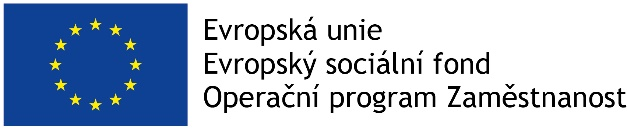 Evropská unie
Evropský sociální fond
Operační program Zaměstnanost